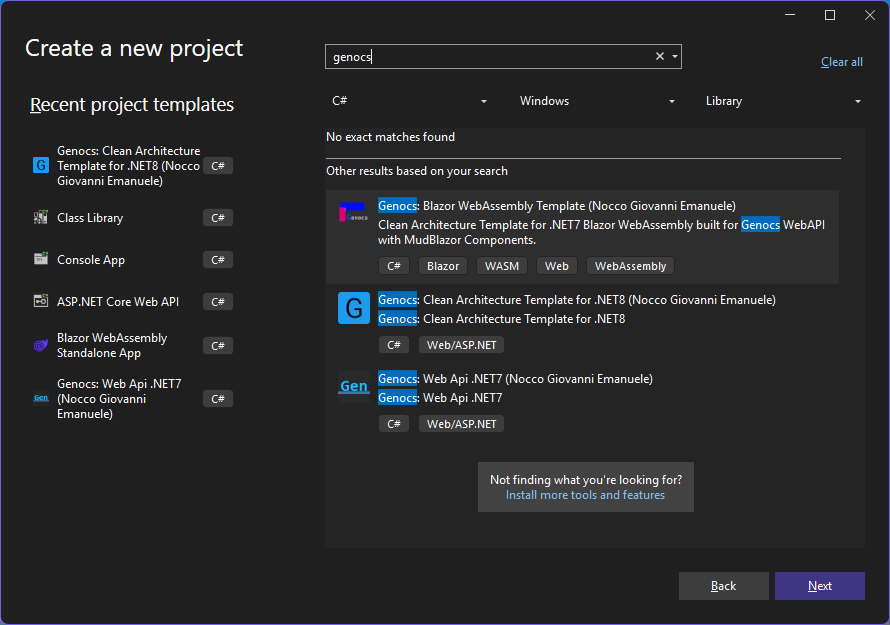 Create a new project
genocs
Clear all
C#
Windows
Library
Recent project templates
Genocs: Clean Architecture
Template for .NET8 (Nocco
Giovanni Emanuele)
C#
Class Library
C#
Console App
C#
ASP.NET Core Web API
C#
Blazor WebAssembly
Standalone App
C#
Gen
Genocs: Web Api .NET7
(Nocco Giovanni
Emanuele)
C#
No exact matches found
Other results based on your search
Genocs
Genocs: Blazor WebAssembly Template (Nocco Giovanni Emanuele)
Clean Architecture Template for .NET7 Blazor WebAssembly built for Genocs WebAPI
with MudBlazor Components.
C#
Blazor
WASM
Web
WebAssembly
G
Genocs: Clean Architecture Template for .NET8 (Nocco Giovanni Emanuele)
Genocs: Clean Architecture Template for .NET8
C#
Web/ASP.NET
Gen
Genocs: Web Api .NET7 (Nocco Giovanni Emanuele)
Genocs: Web Api .NET7
C#
Web/ASP.NET
Not finding what you're looking for?
Install more tools and features
Back
Next